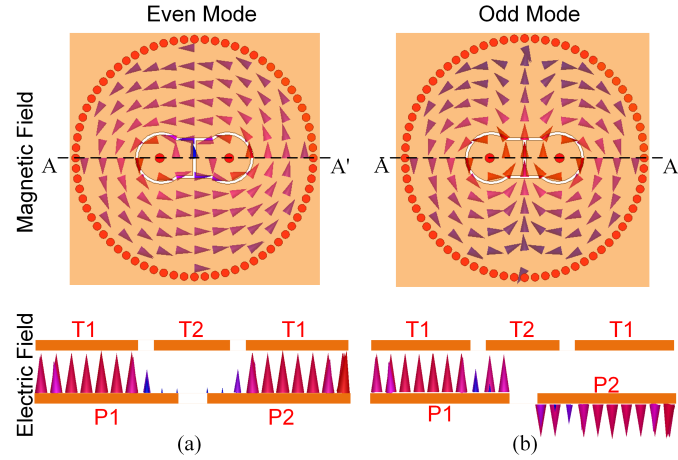 Even Mode
Odd Mode
Magnetic Field
A
A'
A
A
Electric Field
T1
T2
T1
T1
T2
T1
P1
P2
P1
P2
(a)
(b)